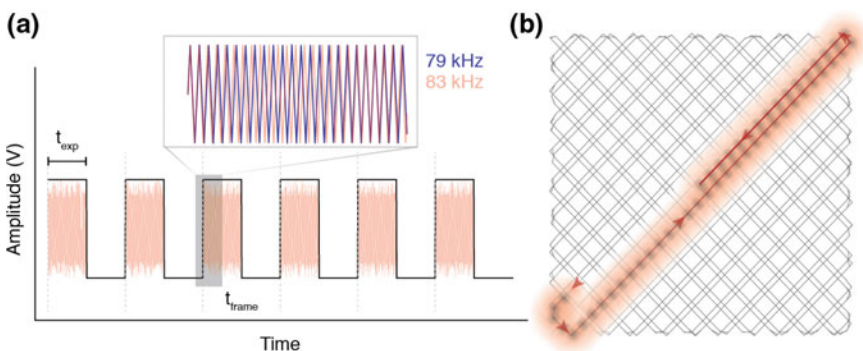 (a)
79 kHz
83 kHz
t_exp
Amplitude (V)
t_frame
Time
(b)